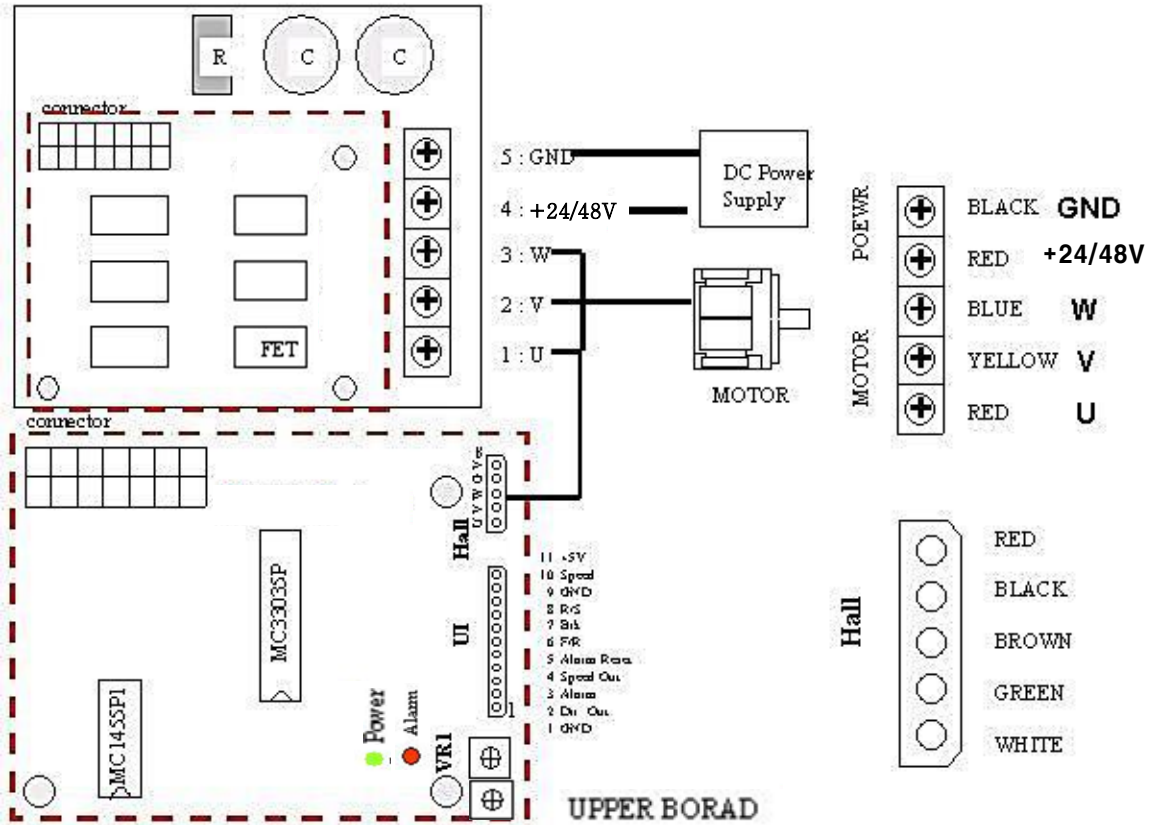 R
C
C
connector
5 : GND
DC Power
Supply
4 : +24/48V
3 : W
2 : V
1 : U
FET
MOTOR
POEWR
MOTOR
BLACK GND
RED +24/48V
BLUE W
YELLOW V
RED U
connector
Hall
U V W G Vcc
MC33035P
MC1455P1
UI
11 +5V
10 Speed
9 GND
8 R/S
7 Brk
6 F/R
5 Alarm Reset
4 Speed Out
3 Alarm
2 Dir Out
1 GND
1
Power
Alarm
VR1
UPPER BORAD
Hall
RED
BLACK
BROWN
GREEN
WHITE